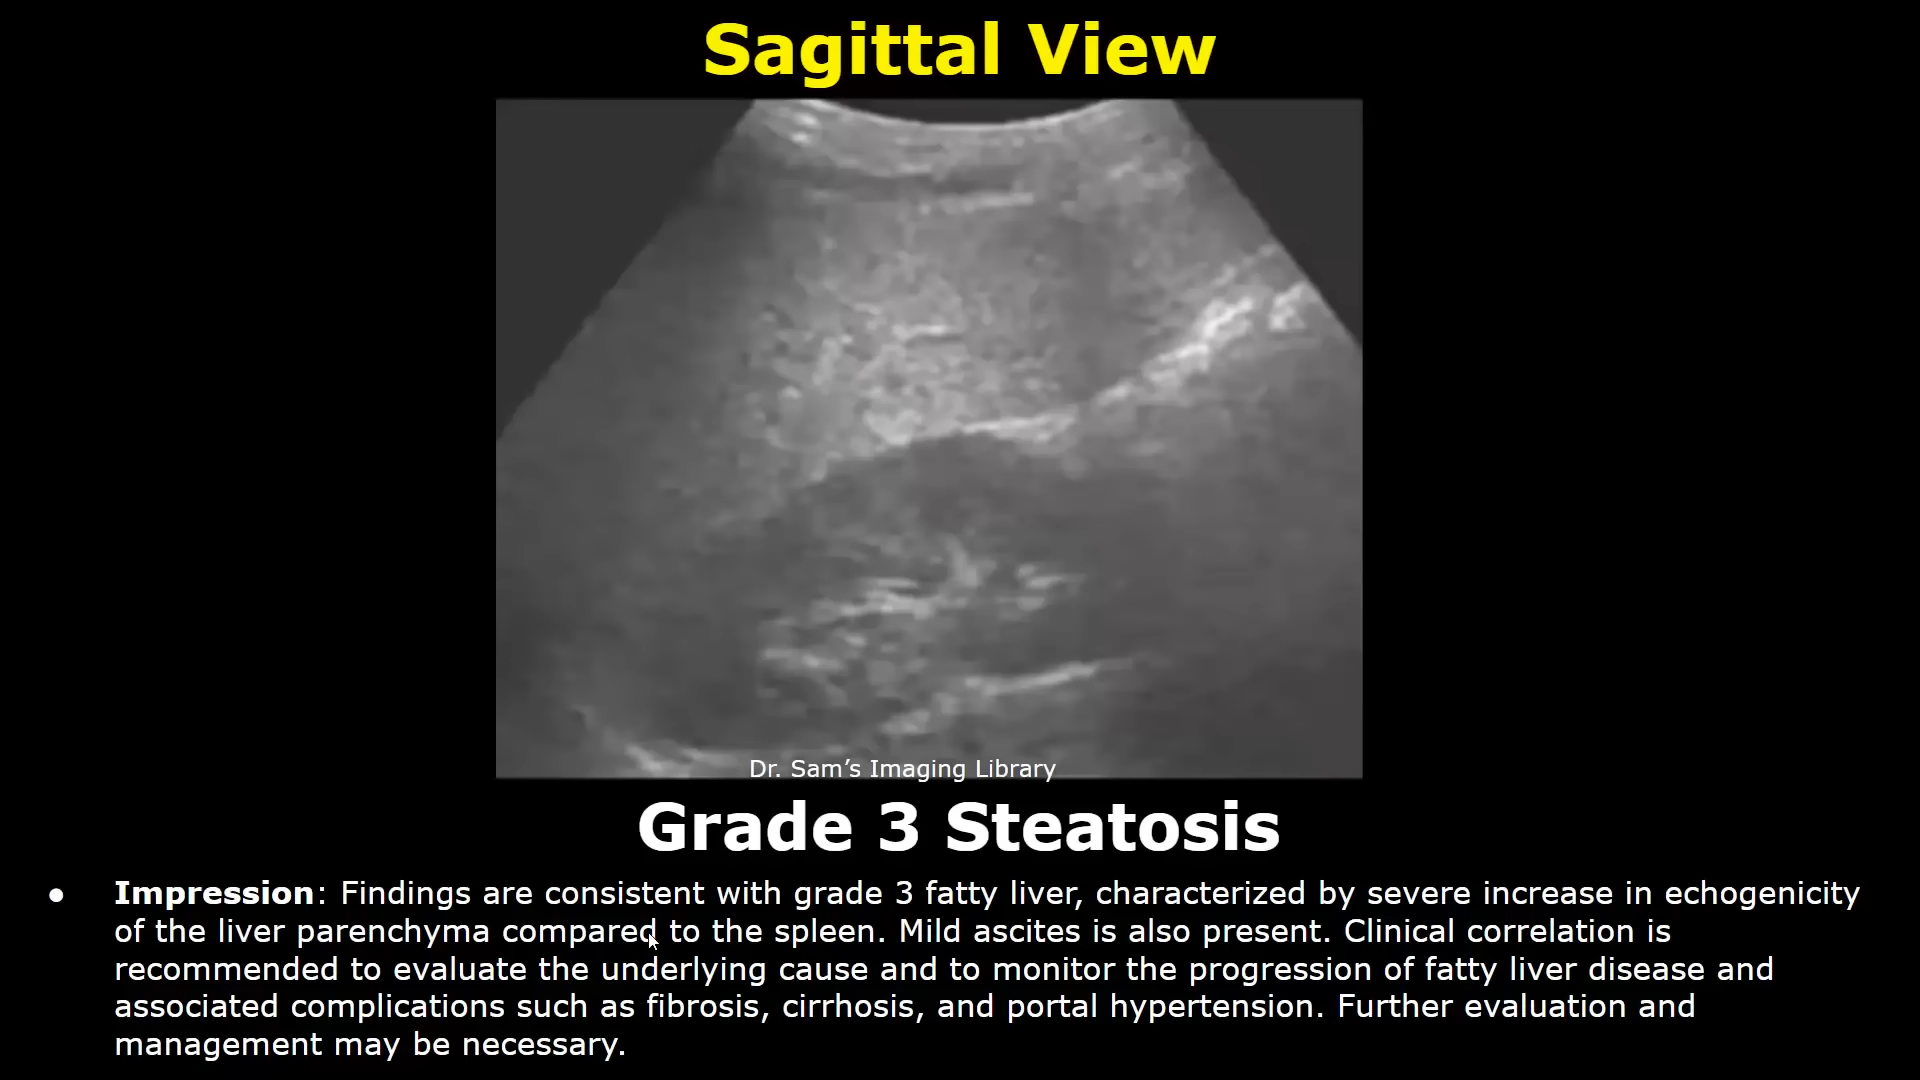 Sagittal View
Dr. Sam’s Imaging Library
Grade 3 Steatosis
● Impression: Findings are consistent with grade 3 fatty liver, characterized by severe increase in echogenicity
of the liver parenchyma compared to the spleen. Mild ascites is also present. Clinical correlation is
recommended to evaluate the underlying cause and to monitor the progression of fatty liver disease and
associated complications such as fibrosis, cirrhosis, and portal hypertension. Further evaluation and
management may be necessary.